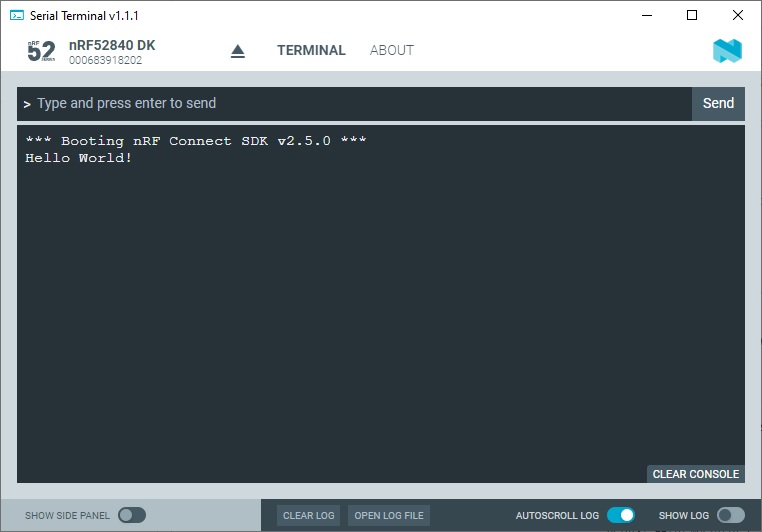 Serial Terminal v1.1.1
nRF
52
SERIES
nRF52840 DK
000683918202
TERMINAL
ABOUT
> Type and press enter to send
Send
*** Booting nRF Connect SDK v2.5.0 ***
Hello World!
CLEAR CONSOLE
SHOW SIDE PANEL
CLEAR LOG
OPEN LOG FILE
AUTOSCROLL LOG
SHOW LOG